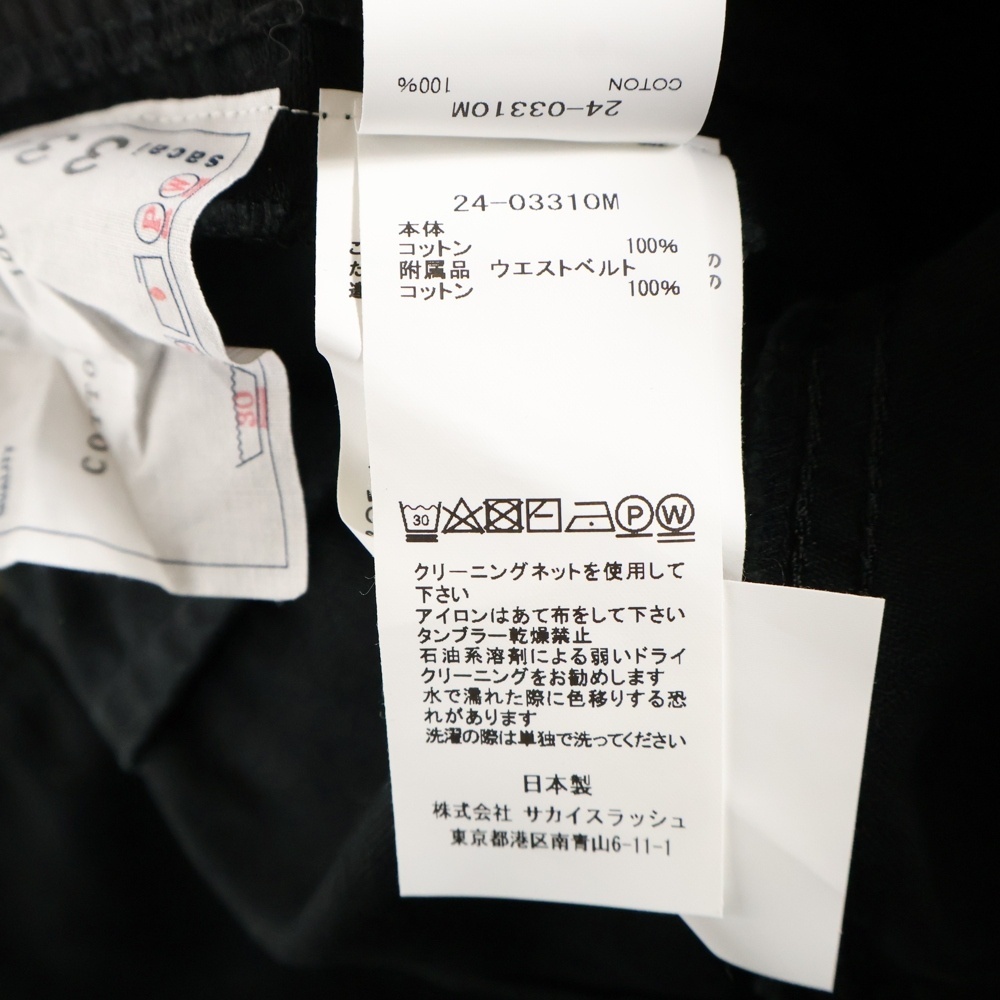 COTON 100%
24-03310M
24-03310M
本体
コットン 100%
附属品 ウエストベルト
コットン 100%
30
P
W
クリーニングネットを使用して
下さい
アイロンはあて布をして下さい
タンブラー乾燥禁止
石油系溶剤による弱いドライ
クリーニングをお勧めします
水で濡れた際に色移りする恐
れがあります
洗濯の際は単独で洗ってください
日本製
株式会社 サカイスラッシュ
東京都港区南青山6-11-1
sacai
W
P
30
こ
た
の
の